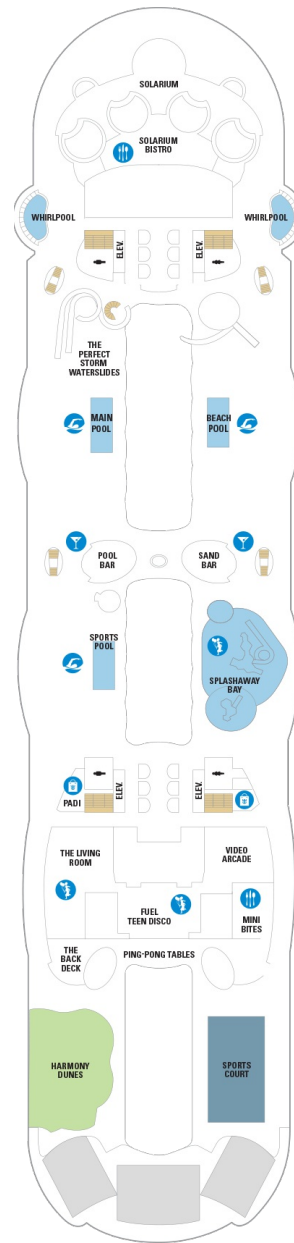 SOLARIUM
SOLARIUM
BISTRO
WHIRLPOOL
WHIRLPOOL
ELEV.
ELEV.
THE
PERFECT
STORM
WATERSLIDES
MAIN
POOL
BEACH
POOL
POOL
BAR
SAND
BAR
SPORTS
POOL
SPLASHAWAY
BAY
PADI
ELEV.
ELEV.
THE LIVING
ROOM
VIDEO
ARCADE
FUEL
TEEN DISCO
MINI
BITES
THE
BACK
DECK
PING-PONG TABLES
HARMONY
DUNES
SPORTS
COURT